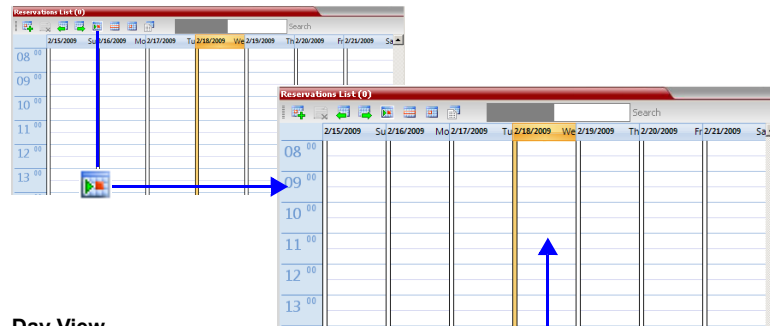 Reservations List (0)
Search
2/15/2009 Su 2/16/2009 Mo 2/17/2009 Tu 2/18/2009 We 2/19/2009 Th 2/20/2009 Fr 2/21/2009 Sa
08 00
09 00
10 00
11 00
12 00
13 00
Reservations List (0)
Search
2/15/2009 Su 2/16/2009 Mo 2/17/2009 Tu 2/18/2009 We 2/19/2009 Th 2/20/2009 Fr 2/21/2009 Sa
08 00
09 00
10 00
11 00
12 00
13 00
Day View